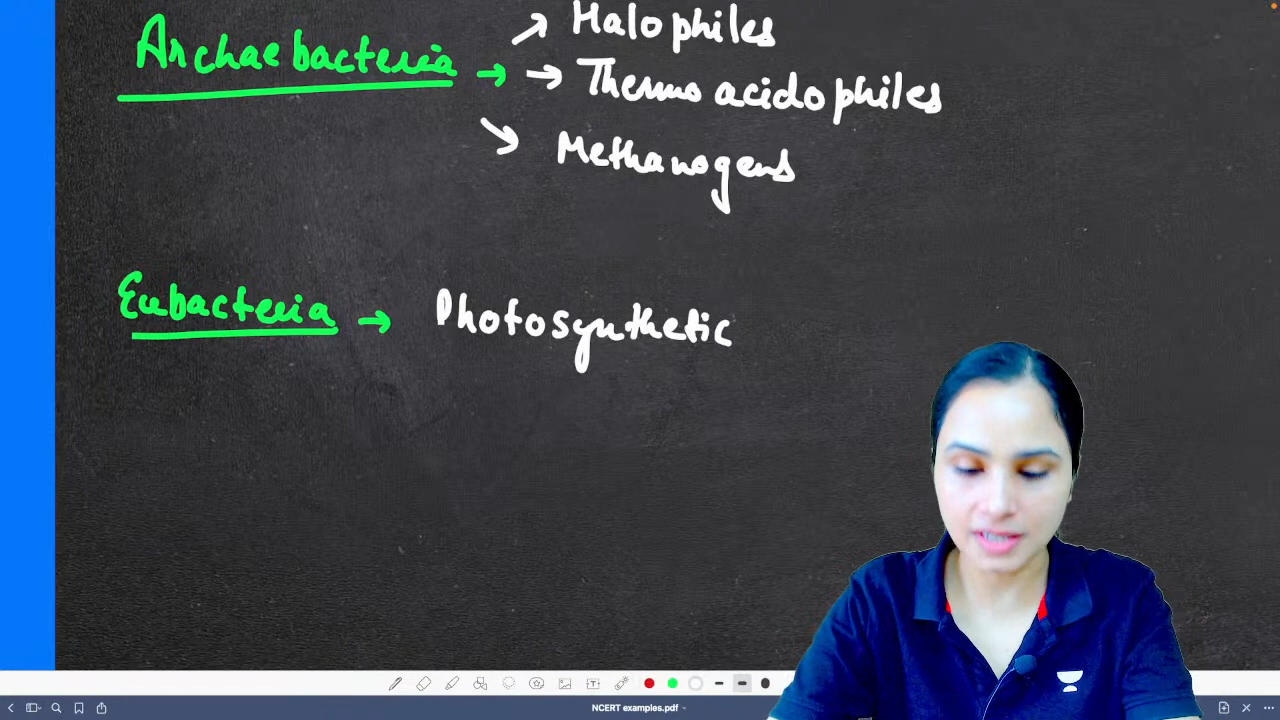 Archaebacteria → ↗ Halophiles
→ Thermo acidophiles
↘ Methanogens
Eubacteria → Photosynthetic
NCERT examples.pdf